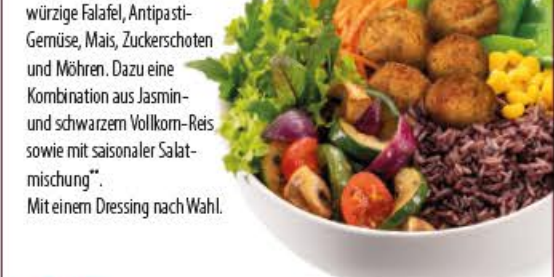 würzige Falafel, Antipasti-
Gemüse, Mais, Zuckerschoten
und Möhren. Dazu eine
Kombination aus Jasmin-
und schwarzem Vollkorn-Reis
sowie mit saisonaler Salat-
mischung**.
Mit einem Dressing nach Wahl.